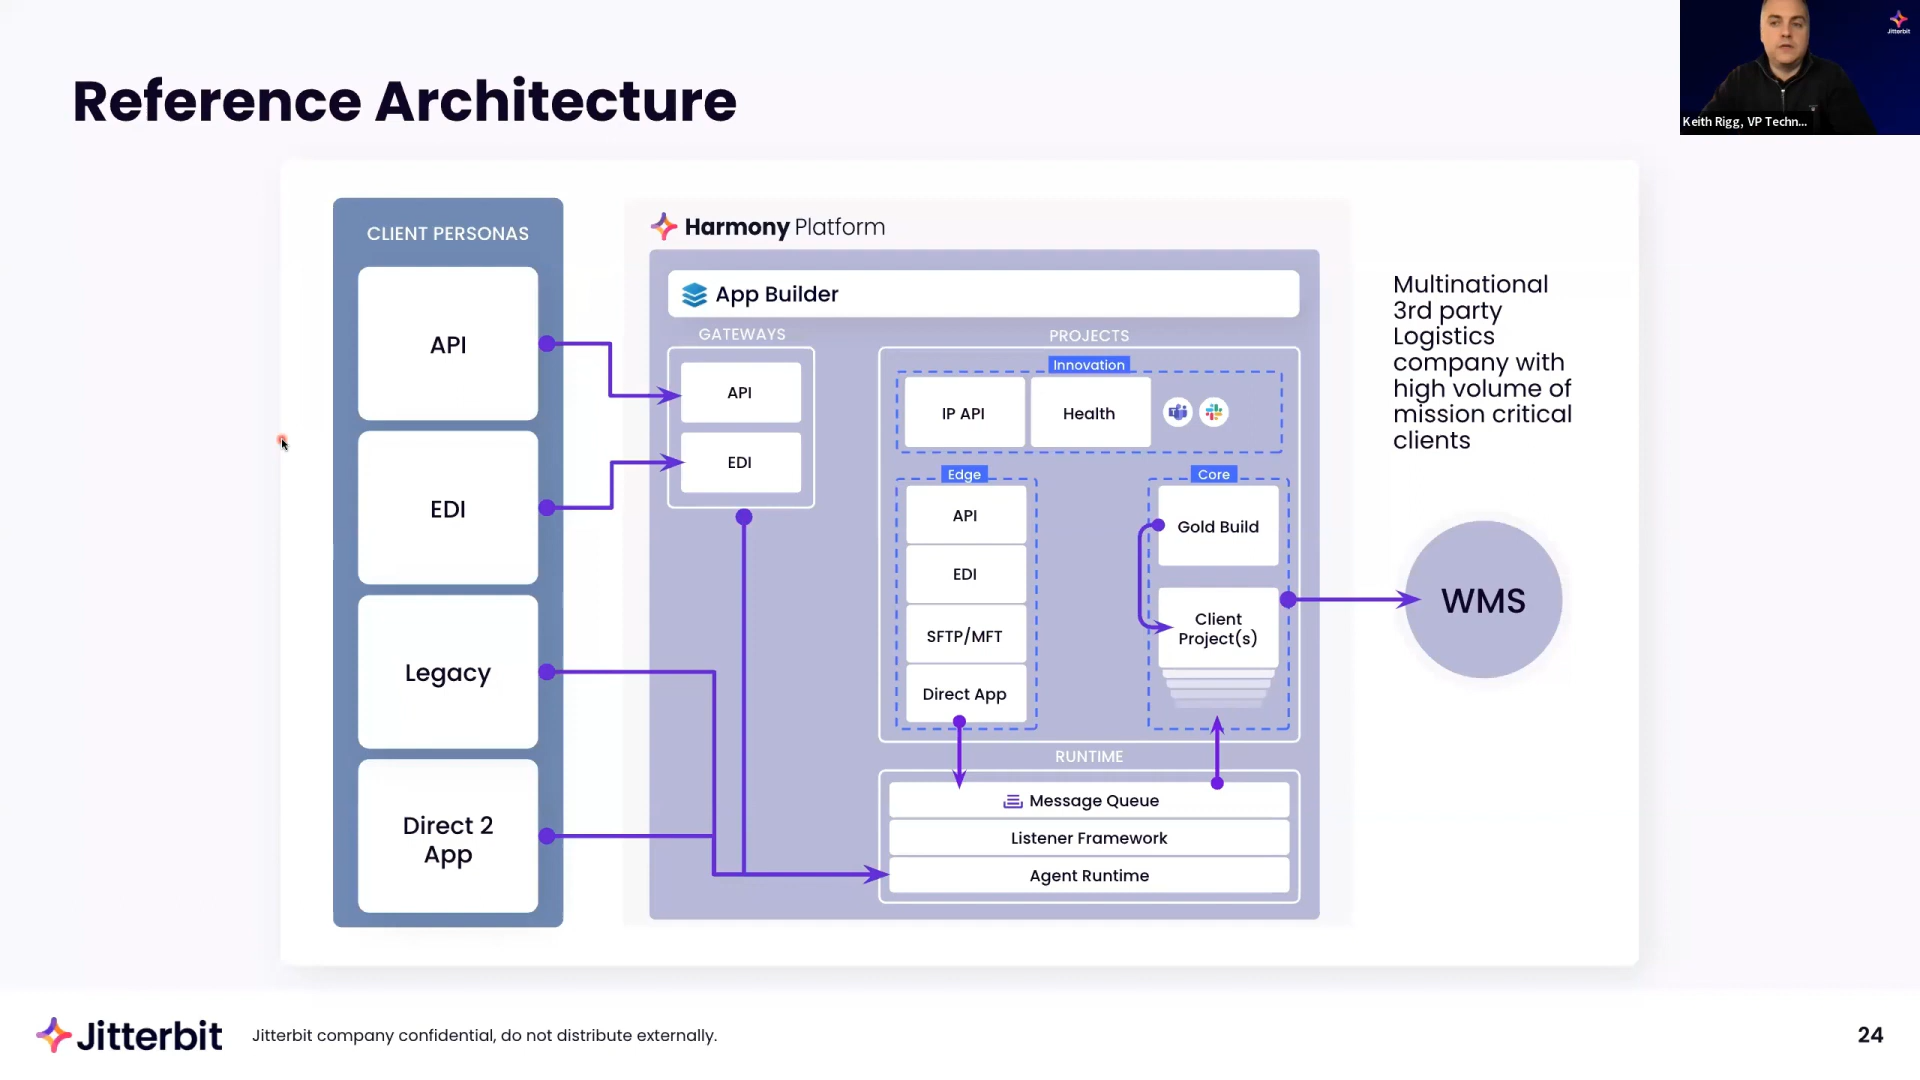 Reference Architecture
Jitterbit
Keith Rigg, VP Techn...
CLIENT PERSONAS
API
EDI
Legacy
Direct 2
App
Harmony Platform
App Builder
GATEWAYS
API
EDI
PROJECTS
Innovation
IP API
Health
Edge
API
EDI
SFTP/MFT
Direct App
Core
Gold Build
Client
Project(s)
RUNTIME
Message Queue
Listener Framework
Agent Runtime
Multinational
3rd party
Logistics
company with
high volume of
mission critical
clients
WMS
Jitterbit
Jitterbit company confidential, do not distribute externally.
24